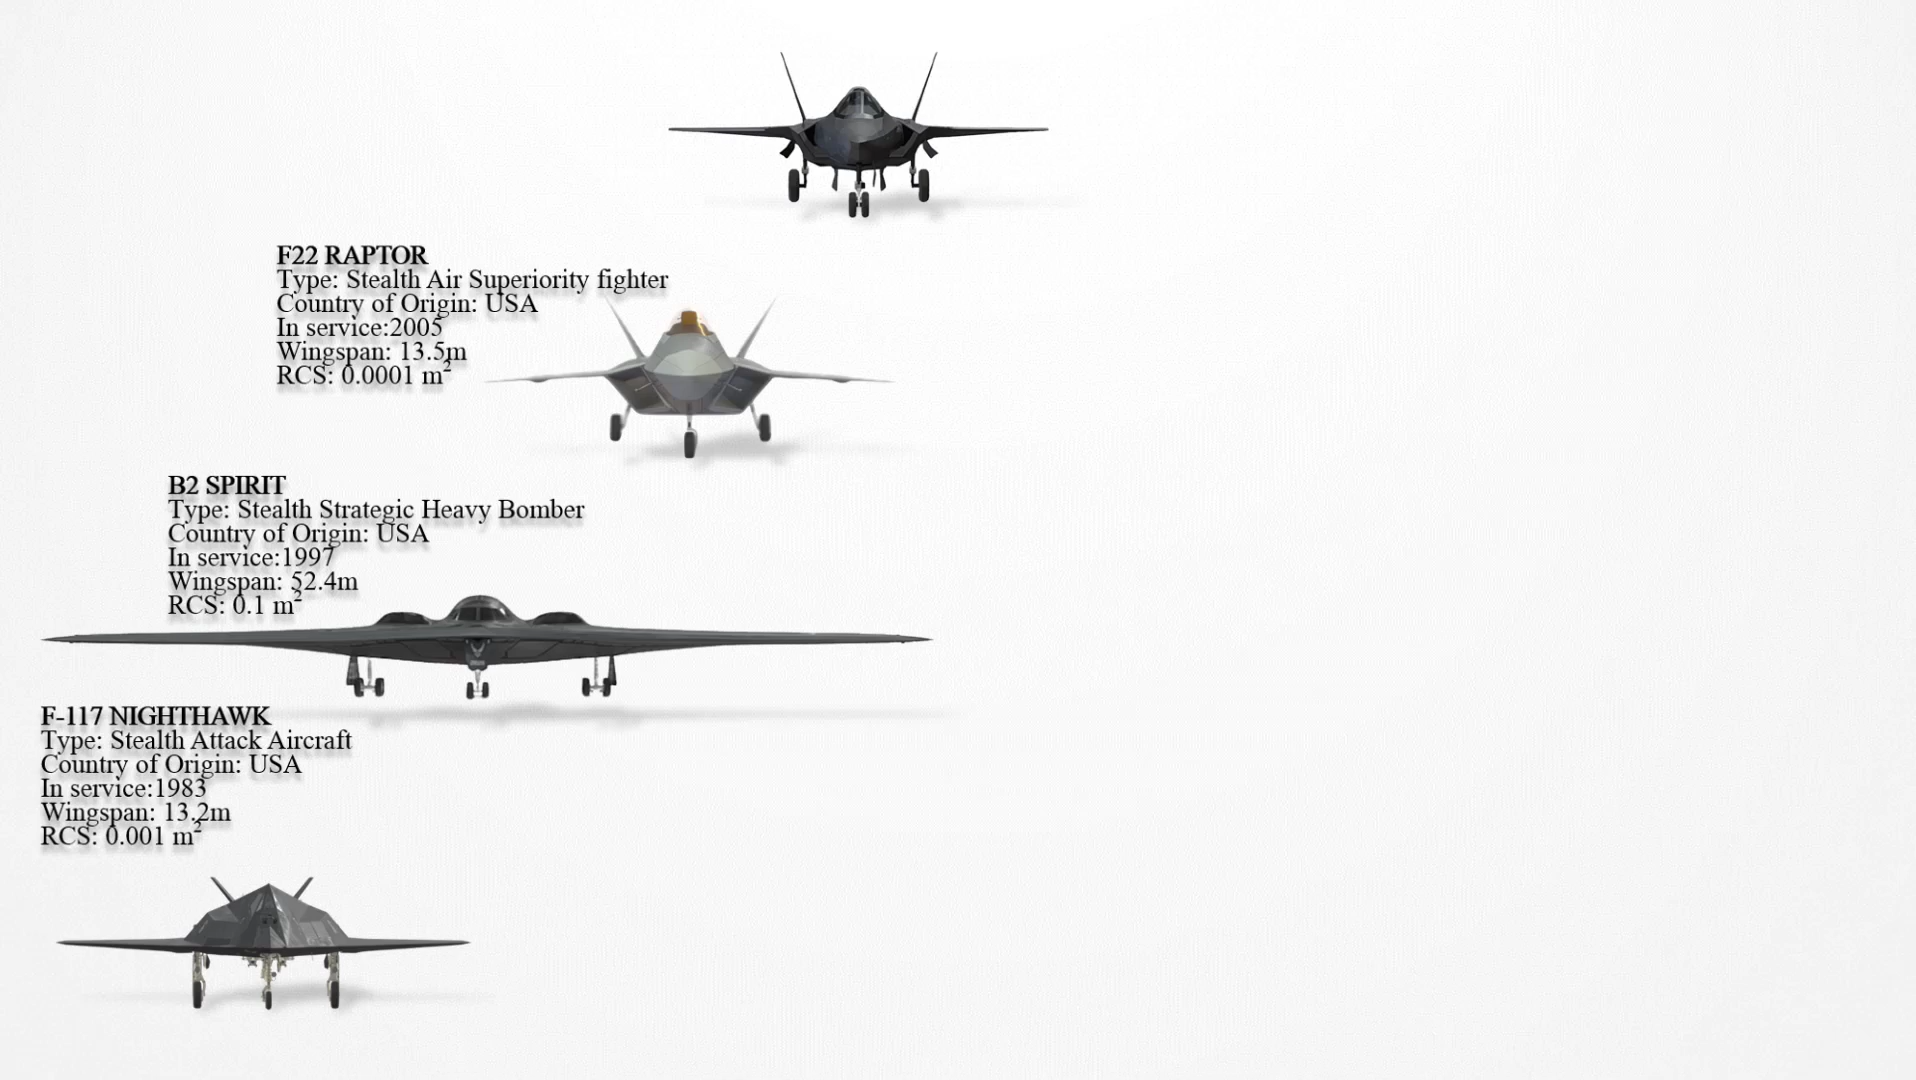 F22 RAPTOR
Type: Stealth Air Superiority fighter
Country of Origin: USA
In service:2005
Wingspan: 13.5m
RCS: 0.0001 m²
B2 SPIRIT
Type: Stealth Strategic Heavy Bomber
Country of Origin: USA
In service:1997
Wingspan: 52.4m
RCS: 0.1 m²
F-117 NIGHTHAWK
Type: Stealth Attack Aircraft
Country of Origin: USA
In service:1983
Wingspan: 13.2m
RCS: 0.001 m²